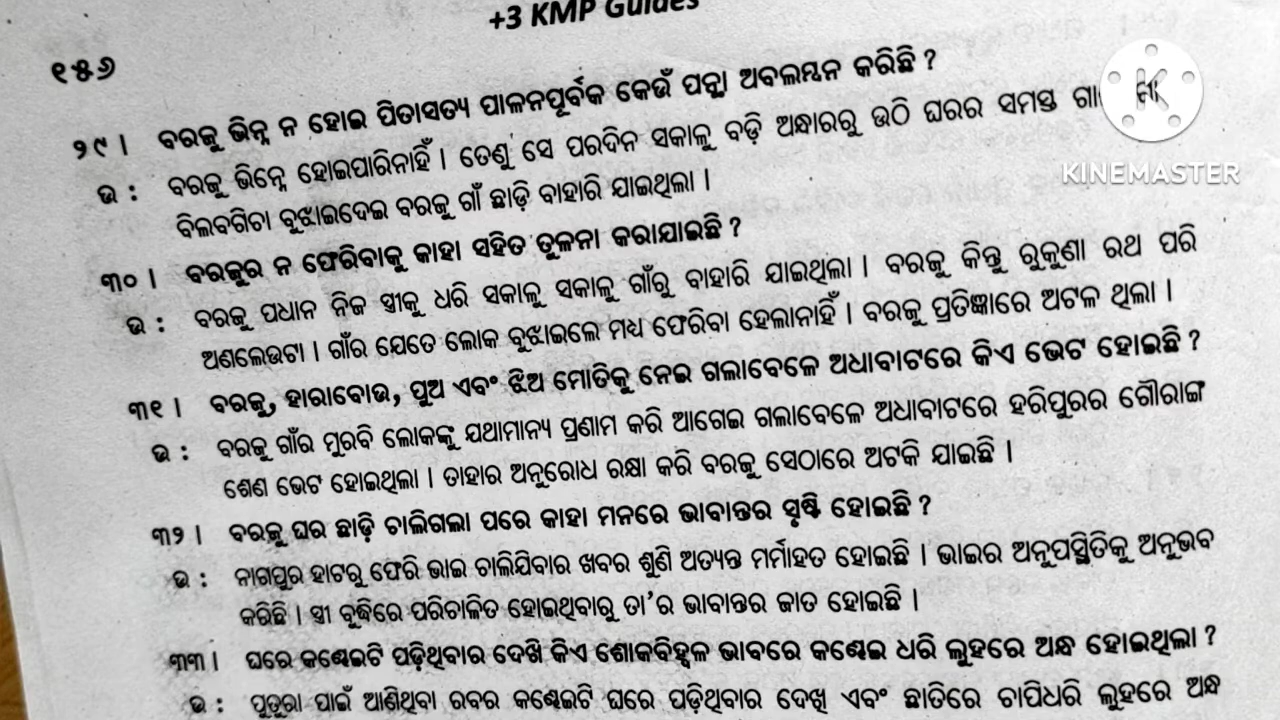 +3 KMP Guides
୧୫୬
୨୯। ବରଜୁ ଭିନ୍ନ ନ ହୋଇ ପିତାସତ୍ୟ ପାଳନପୂର୍ବକ କେଉଁ ପନ୍ଥା ଅବଲମ୍ବନ କରିଛି ?
ଉ : ବରଜୁ ଭିନ୍ନେ ହୋଇପାରିନାହିଁ। ତେଣୁ ସେ ପରଦିନ ସକାଳୁ ବଡ଼ି ଅନ୍ଧାରରୁ ଉଠି ଘରର ସମସ୍ତ
KINEMASTER
ବିଲବଗିଚା ବୁଝାଇଦେଇ ବରଜୁ ଗାଁ ଛାଡ଼ି ବାହାରି ଯାଇଥିଲା।
୩୦। ବରଜୁର ନ ଫେରିବାକୁ କାହା ସହିତ ତୁଳନା କରାଯାଇଛି ?
ଉ : ବରଜୁ ପଧାନ ନିଜ ସ୍ତ୍ରୀକୁ ଧରି ସକାଳୁ ସକାଳୁ ଗାଁରୁ ବାହାରି ଯାଇଥିଲା। ବରଜୁ କିନ୍ତୁ ରୁକୁଣା ରଥ ପରି
ଅଣଲେଉଟା। ଗାଁର ଯେତେ ଲୋକ ବୁଝାଇଲେ ମଧ୍ୟ ଫେରିବା ହେଲାନାହିଁ। ବରଜୁ ପ୍ରତିଜ୍ଞାରେ ଅଟଳ ଥିଲା।
୩୧। ବରଜୁ, ହାରାବୋଉ, ପୁଅ ଏବଂ ଝିଅ ମୋତିକୁ ନେଇ ଗଲାବେଳେ ଅଧାବାଟରେ କିଏ ଭେଟ ହୋଇଛି ?
ଉ : ବରଜୁ ଗାଁର ମୁରବି ଲୋକଙ୍କୁ ଯଥାମାନ୍ୟ ପ୍ରଣାମ କରି ଆଗେଇ ଗଲାବେଳେ ଅଧାବାଟରେ ହରିପୁରର ଗୌରାଙ୍ଗ
ଶେଣ ଭେଟ ହୋଇଥିଲା। ତାହାର ଅନୁରୋଧ ରକ୍ଷା କରି ବରଜୁ ସେଠାରେ ଅଟକି ଯାଇଛି।
୩୨। ବରଜୁ ଘର ଛାଡ଼ି ଚାଲିଗଲା ପରେ କାହା ମନରେ ଭାବାନ୍ତର ସୃଷ୍ଟି ହୋଇଛି ?
ଉ : ନାଗପୁର ହାଟରୁ ଫେରି ଭାଇ ଚାଲିଯିବାର ଖବର ଶୁଣି ଅତ୍ୟନ୍ତ ମର୍ମାହତ ହୋଇଛି। ଭାଇର ଅନୁପସ୍ଥିତିକୁ ଅନୁଭବ
କରିଛି। ସ୍ତ୍ରୀ ବୁଦ୍ଧିରେ ପରିଚାଳିତ ହୋଇଥିବାରୁ ତା'ର ଭାବାନ୍ତର ଜାତ ହୋଇଛି।
୩୩। ଘରେ କଣ୍ଢେଇଟି ପଡ଼ିଥିବାର ଦେଖି କିଏ ଶୋକବିହ୍ୱଳ ଭାବରେ କଣ୍ଢେଇ ଧରି ଲୁହରେ ଅନ୍ଧ ହୋଇଥିଲା ?
ଉ : ପୁତୁରା ପାଇଁ ଆଣିଥିବା ରବର କଣ୍ଢେଇଟି ଘରେ ପଡ଼ିଥିବାର ଦେଖି ଏବଂ ଛାତିରେ ଚାପିଧରି ଲୁହରେ ଅନ୍ଧ